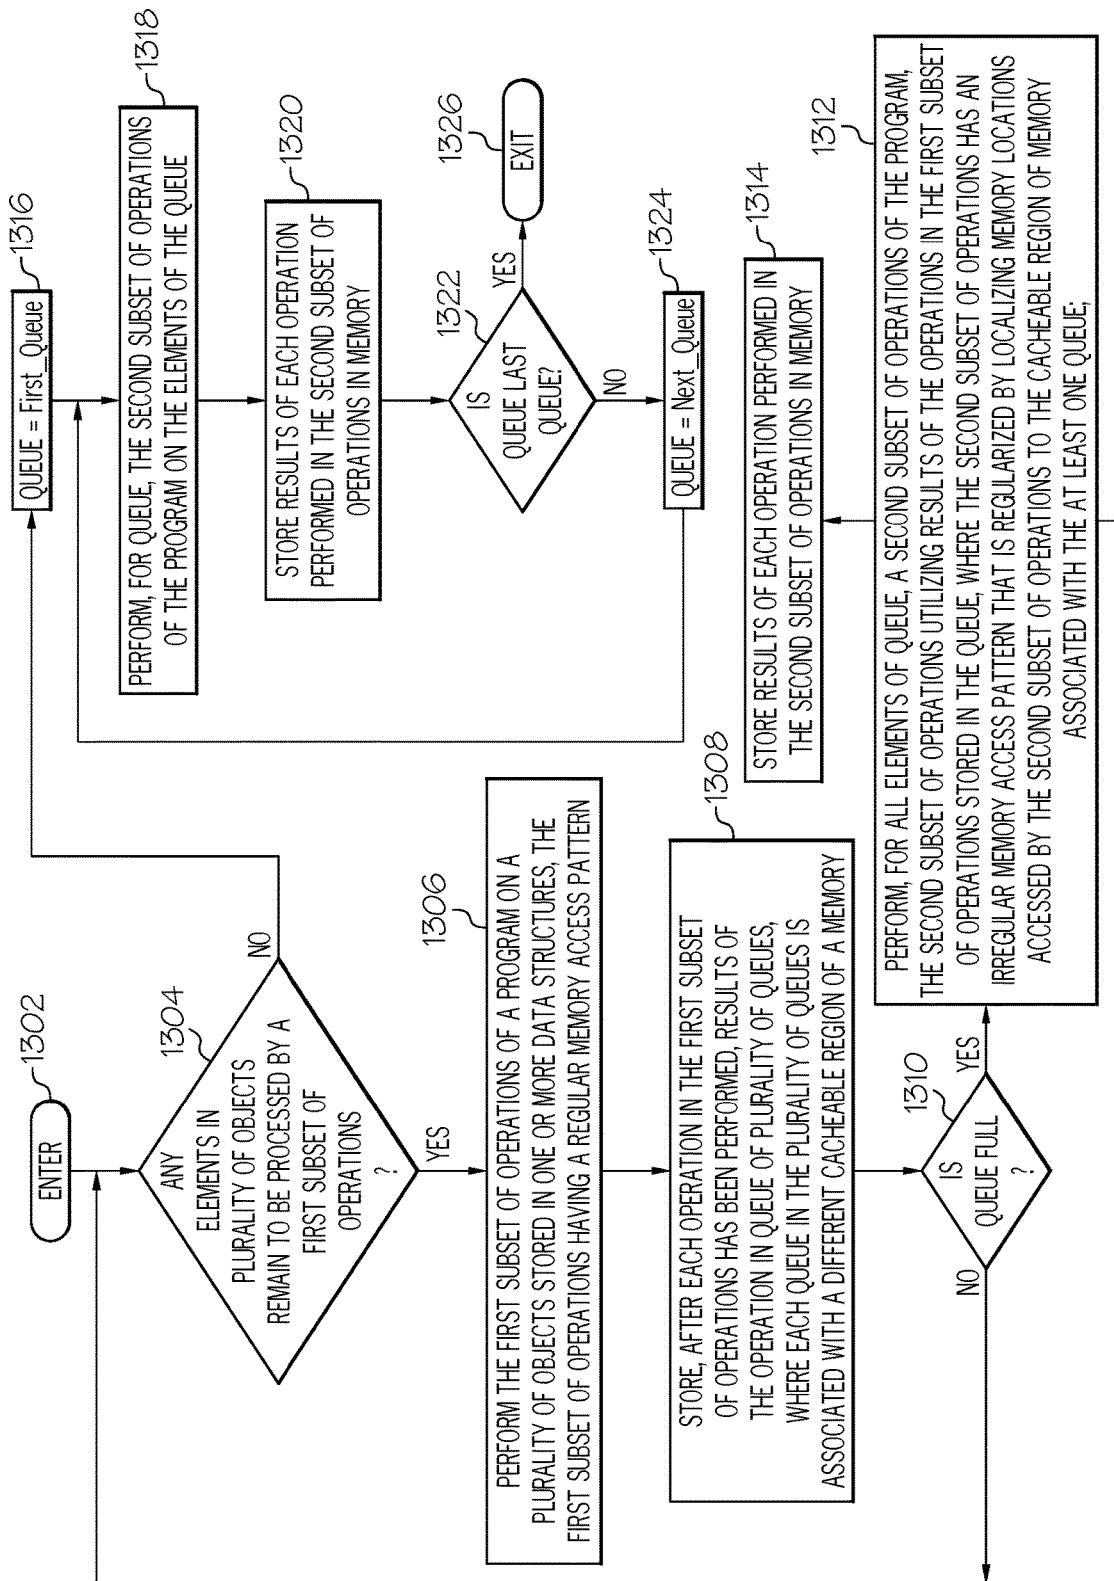 1302
ENTER
1304
ANY
ELEMENTS IN
PLURALITY OF OBJECTS
REMAIN TO BE PROCESSED BY A
FIRST SUBSET OF
OPERATIONS
?
NO
YES
1306
PERFORM THE FIRST SUBSET OF OPERATIONS OF A PROGRAM ON A
PLURALITY OF OBJECTS STORED IN ONE OR MORE DATA STRUCTURES, THE
FIRST SUBSET OF OPERATIONS HAVING A REGULAR MEMORY ACCESS PATTERN
1308
STORE, AFTER EACH OPERATION IN THE FIRST SUBSET
OF OPERATIONS HAS BEEN PERFORMED, RESULTS OF
THE OPERATION IN QUEUE OF PLURALITY OF QUEUES,
WHERE EACH QUEUE IN THE PLURALITY OF QUEUES IS
ASSOCIATED WITH A DIFFERENT CACHEABLE REGION OF A MEMORY
1310
IS
QUEUE FULL
?
NO
YES
1312
PERFORM, FOR ALL ELEMENTS OF QUEUE, A SECOND SUBSET OF OPERATIONS OF THE PROGRAM,
THE SECOND SUBSET OF OPERATIONS UTILIZING RESULTS OF THE OPERATIONS IN THE FIRST SUBSET
OF OPERATIONS STORED IN THE QUEUE, WHERE THE SECOND SUBSET OF OPERATIONS HAS AN
IRREGULAR MEMORY ACCESS PATTERN THAT IS REGULARIZED BY LOCALIZING MEMORY LOCATIONS
ACCESSED BY THE SECOND SUBSET OF OPERATIONS TO THE CACHEABLE REGION OF MEMORY
ASSOCIATED WITH THE AT LEAST ONE QUEUE;
1314
STORE RESULTS OF EACH OPERATION PERFORMED IN
THE SECOND SUBSET OF OPERATIONS IN MEMORY
1316
QUEUE = First_Queue
1318
PERFORM, FOR QUEUE, THE SECOND SUBSET OF OPERATIONS
OF THE PROGRAM ON THE ELEMENTS OF THE QUEUE
1320
STORE RESULTS OF EACH OPERATION
PERFORMED IN THE SECOND SUBSET OF
OPERATIONS IN MEMORY
1322
IS
QUEUE LAST
QUEUE?
YES
NO
1326
EXIT
1324
QUEUE = Next_Queue